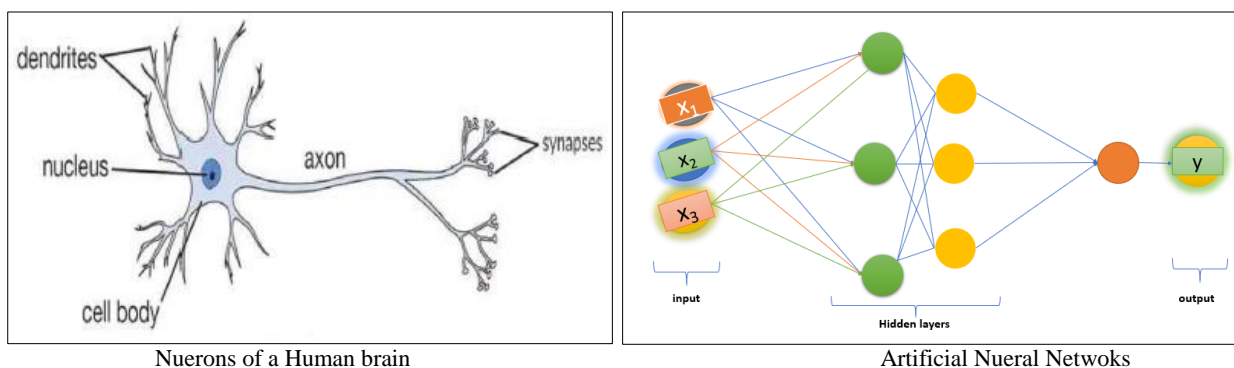 dendrites
nucleus
cell body
axon
synapses
x1
x2
x3
y
input
Hidden layers
output
Nuerons of a Human brain
Artificial Nueral Netwoks